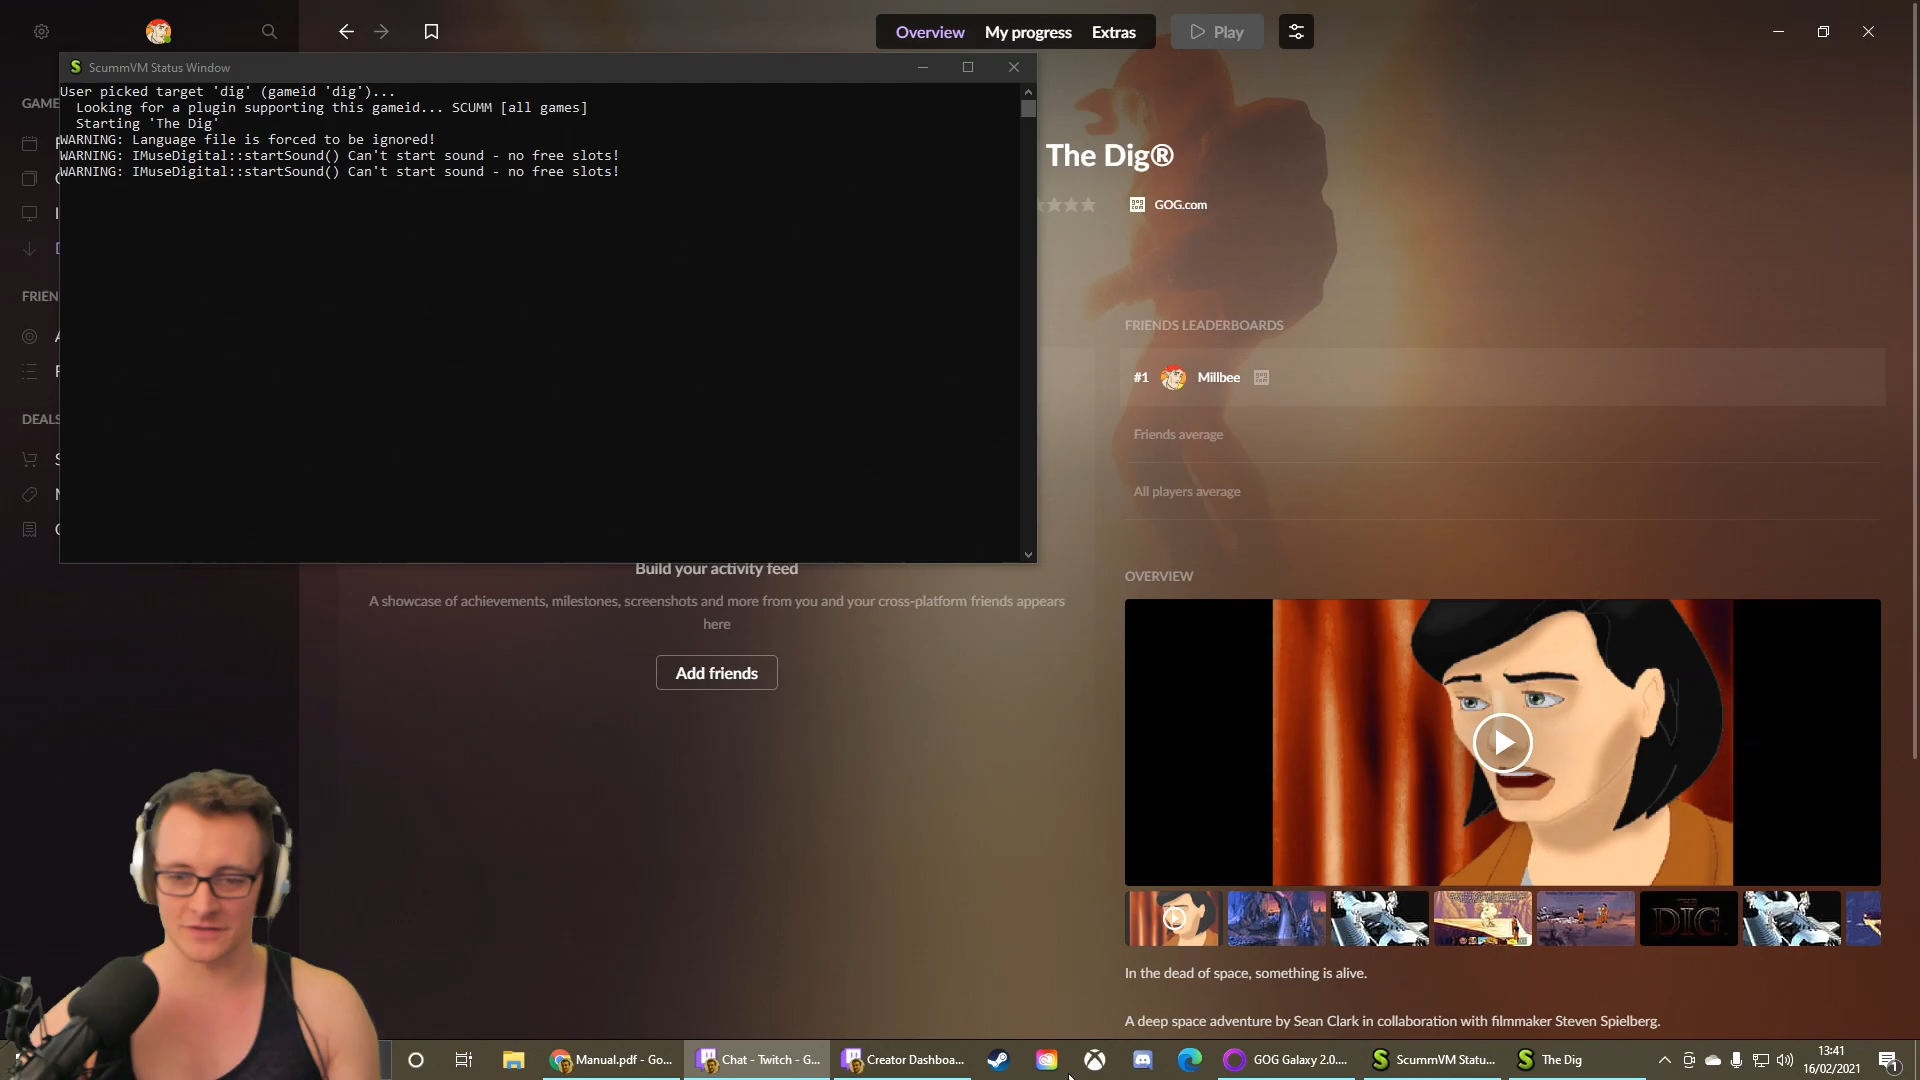 Overview
My progress
Extras
Play
ScummVM Status Window
User picked target 'dig' (gameid 'dig')...
Looking for a plugin supporting this gameid... SCUMM [all games]
Starting 'The Dig'
WARNING: Language file is forced to be ignored!
WARNING: IMuseDigital::startSound() Can't start sound - no free slots!
WARNING: IMuseDigital::startSound() Can't start sound - no free slots!
GAME
FRIEN
DEALS
The Dig®
GOG.com
FRIENDS LEADERBOARDS
#1 Millbee
Friends average
All players average
Build your activity feed
A showcase of achievements, milestones, screenshots and more from you and your cross-platform friends appears
here
Add friends
OVERVIEW
THE DIG
In the dead of space, something is alive.
A deep space adventure by Sean Clark in collaboration with filmmaker Steven Spielberg.
Manual.pdf - Go...
Chat - Twitch - G...
Creator Dashboa...
GOG Galaxy 2.0....
ScummVM Statu...
The Dig
13:41
16/02/2021
1